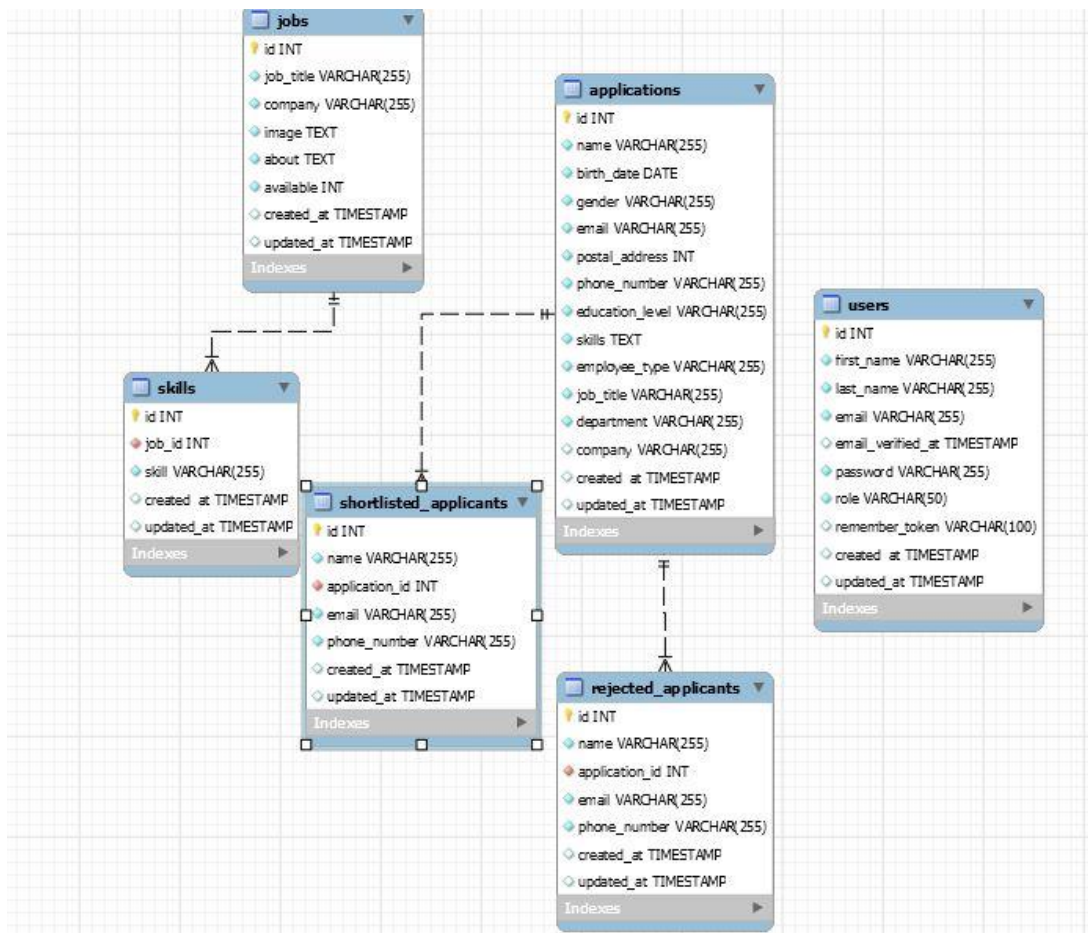 jobs
id INT
job_title VARCHAR(255)
company VARCHAR(255)
image TEXT
about TEXT
available INT
created_at TIMESTAMP
updated_at TIMESTAMP
Indexes
applications
id INT
name VARCHAR(255)
birth_date DATE
gender VARCHAR(255)
email VARCHAR(255)
postal_address INT
phone_number VARCHAR(255)
education_level VARCHAR(255)
skills TEXT
employee_type VARCHAR(255)
job_title VARCHAR(255)
department VARCHAR(255)
company VARCHAR(255)
created_at TIMESTAMP
updated_at TIMESTAMP
Indexes
users
id INT
first_name VARCHAR(255)
last_name VARCHAR(255)
email VARCHAR(255)
email_verified_at TIMESTAMP
password VARCHAR(255)
role VARCHAR(50)
remember_token VARCHAR(100)
created_at TIMESTAMP
updated_at TIMESTAMP
Indexes
skills
id INT
job_id INT
skill VARCHAR(255)
created_at TIMESTAMP
updated_at TIMESTAMP
Indexes
shortlisted_applicants
id INT
name VARCHAR(255)
application_id INT
email VARCHAR(255)
phone_number VARCHAR(255)
created_at TIMESTAMP
updated_at TIMESTAMP
Indexes
rejected_applicants
id INT
name VARCHAR(255)
application_id INT
email VARCHAR(255)
phone_number VARCHAR(255)
created_at TIMESTAMP
updated_at TIMESTAMP
Indexes